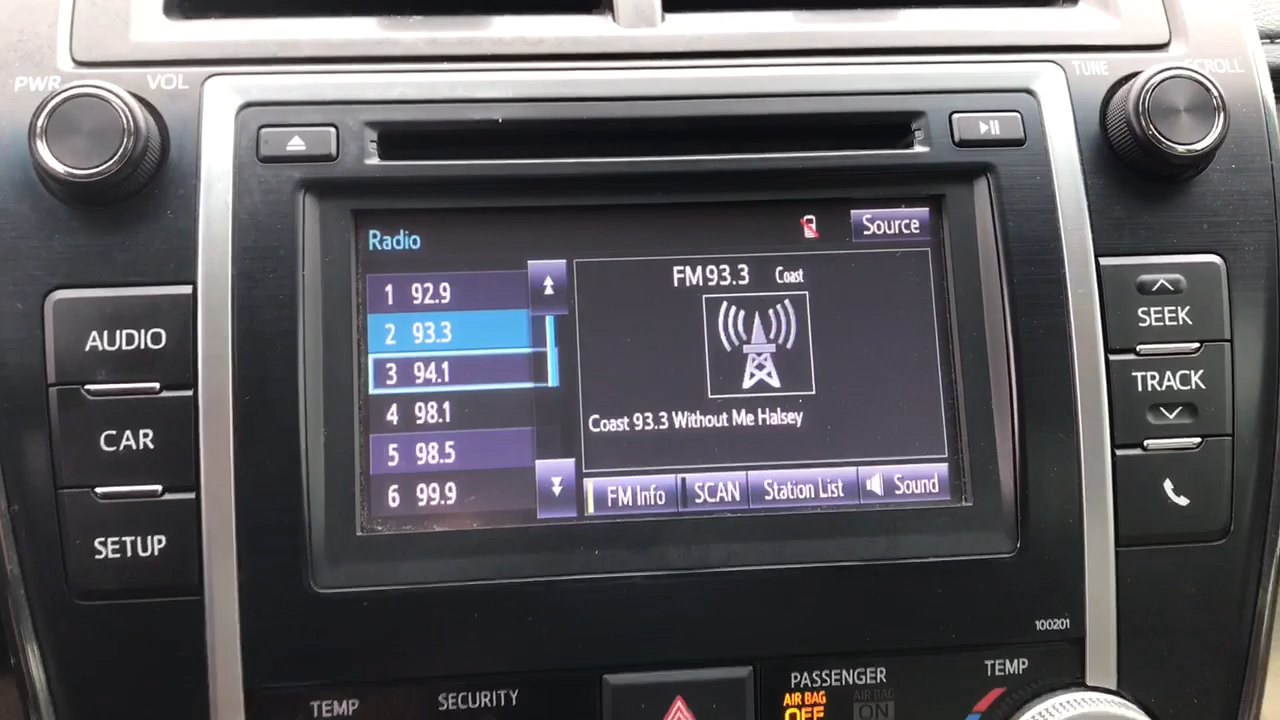 PWR VOL
TUNE SCROLL
Radio
Source
1 92.9
2 93.3
3 94.1
4 98.1
5 98.5
6 99.9
FM 93.3 Coast
Coast 93.3 Without Me Halsey
FM Info SCAN Station List Sound
AUDIO
CAR
SETUP
SEEK
TRACK
100201
TEMP
SECURITY
PASSENGER
AIR BAG
OFF
AIR BAG
ON
TEMP